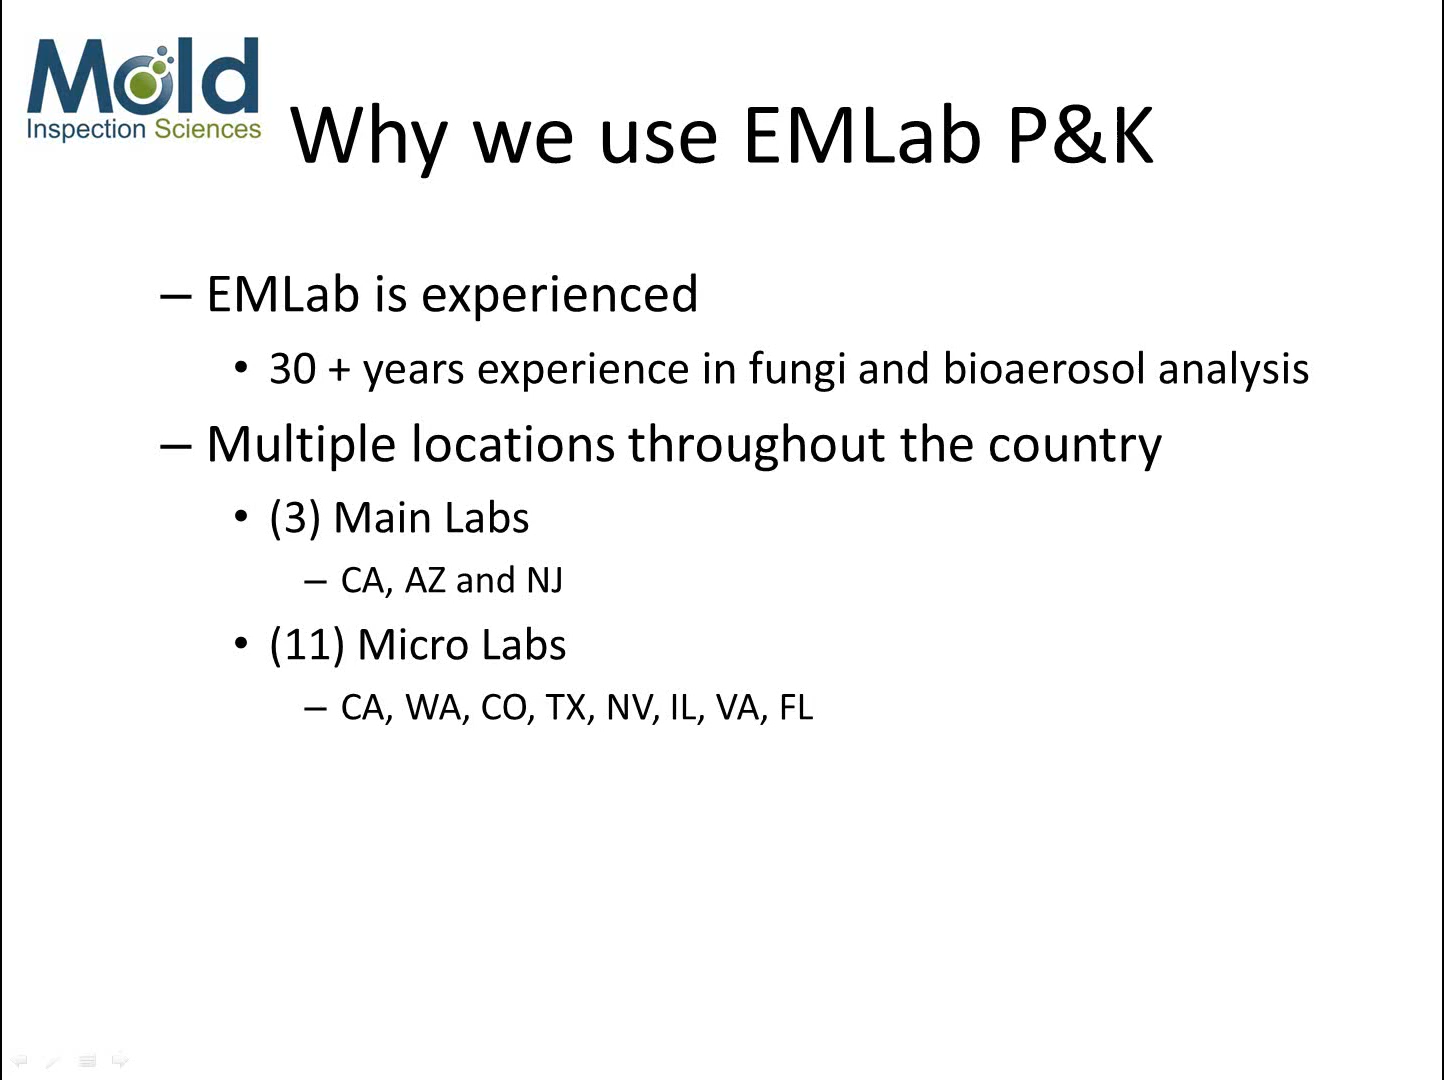 Mold
Inspection Sciences
Why we use EMLab P&K
– EMLab is experienced
• 30 + years experience in fungi and bioaerosol analysis
– Multiple locations throughout the country
• (3) Main Labs
– CA, AZ and NJ
• (11) Micro Labs
– CA, WA, CO, TX, NV, IL, VA, FL